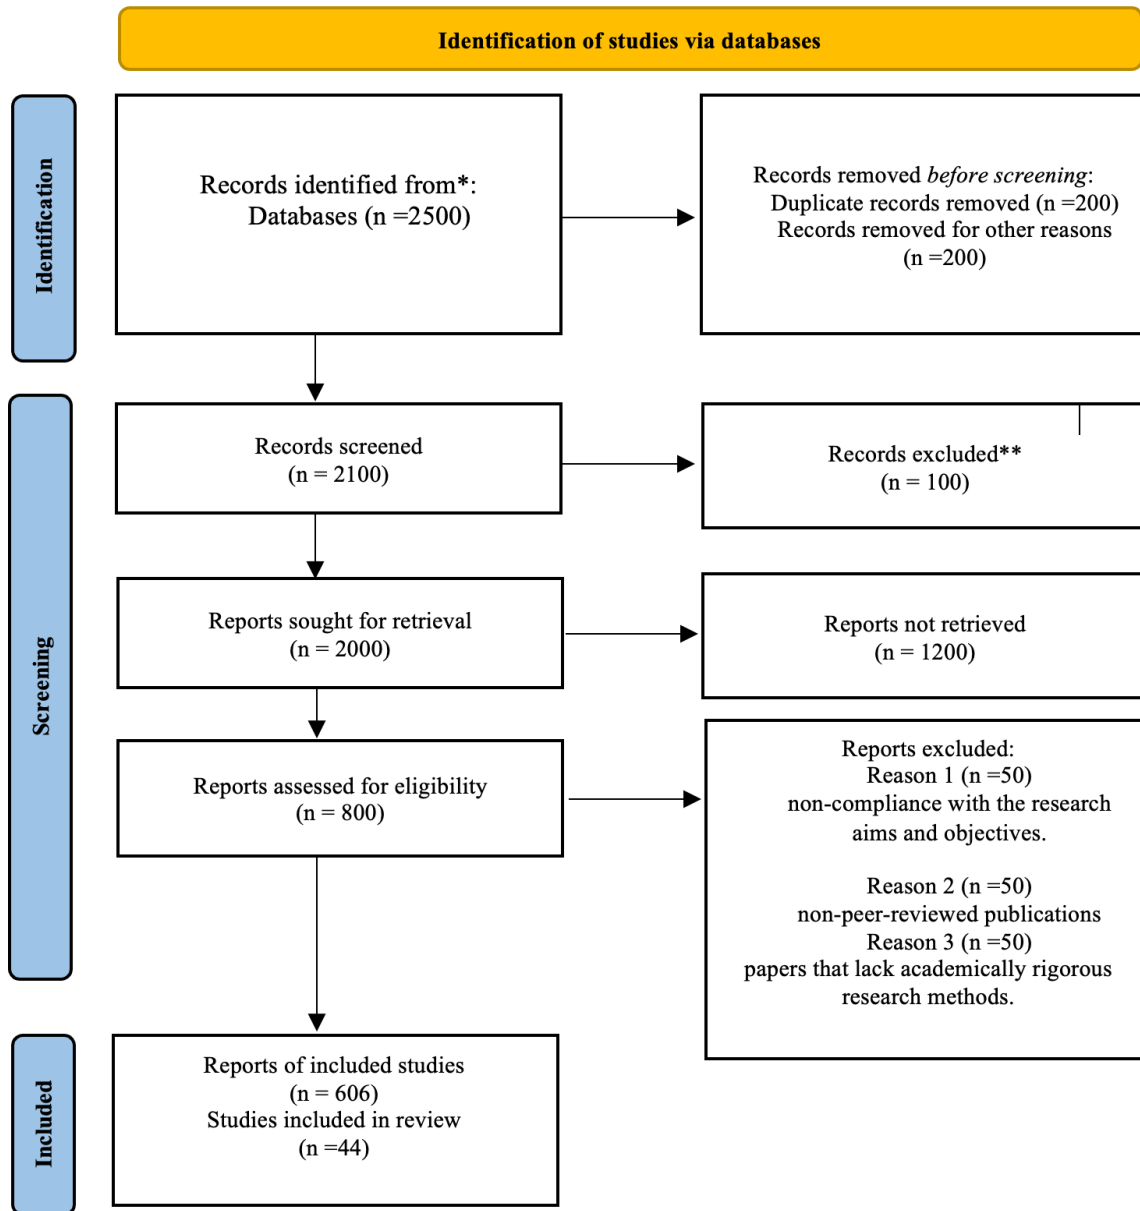 Identification of studies via databases
Identification
Records identified from*:
Databases (n =2500)
Records removed before screening:
Duplicate records removed (n =200)
Records removed for other reasons
(n =200)
Screening
Records screened
(n = 2100)
Records excluded**
(n = 100)
Reports sought for retrieval
(n = 2000)
Reports not retrieved
(n = 1200)
Reports assessed for eligibility
(n = 800)
Reports excluded:
Reason 1 (n =50)
non-compliance with the research
aims and objectives.
Reason 2 (n =50)
non-peer-reviewed publications
Reason 3 (n =50)
papers that lack academically rigorous
research methods.
Included
Reports of included studies
(n = 606)
Studies included in review
(n =44)